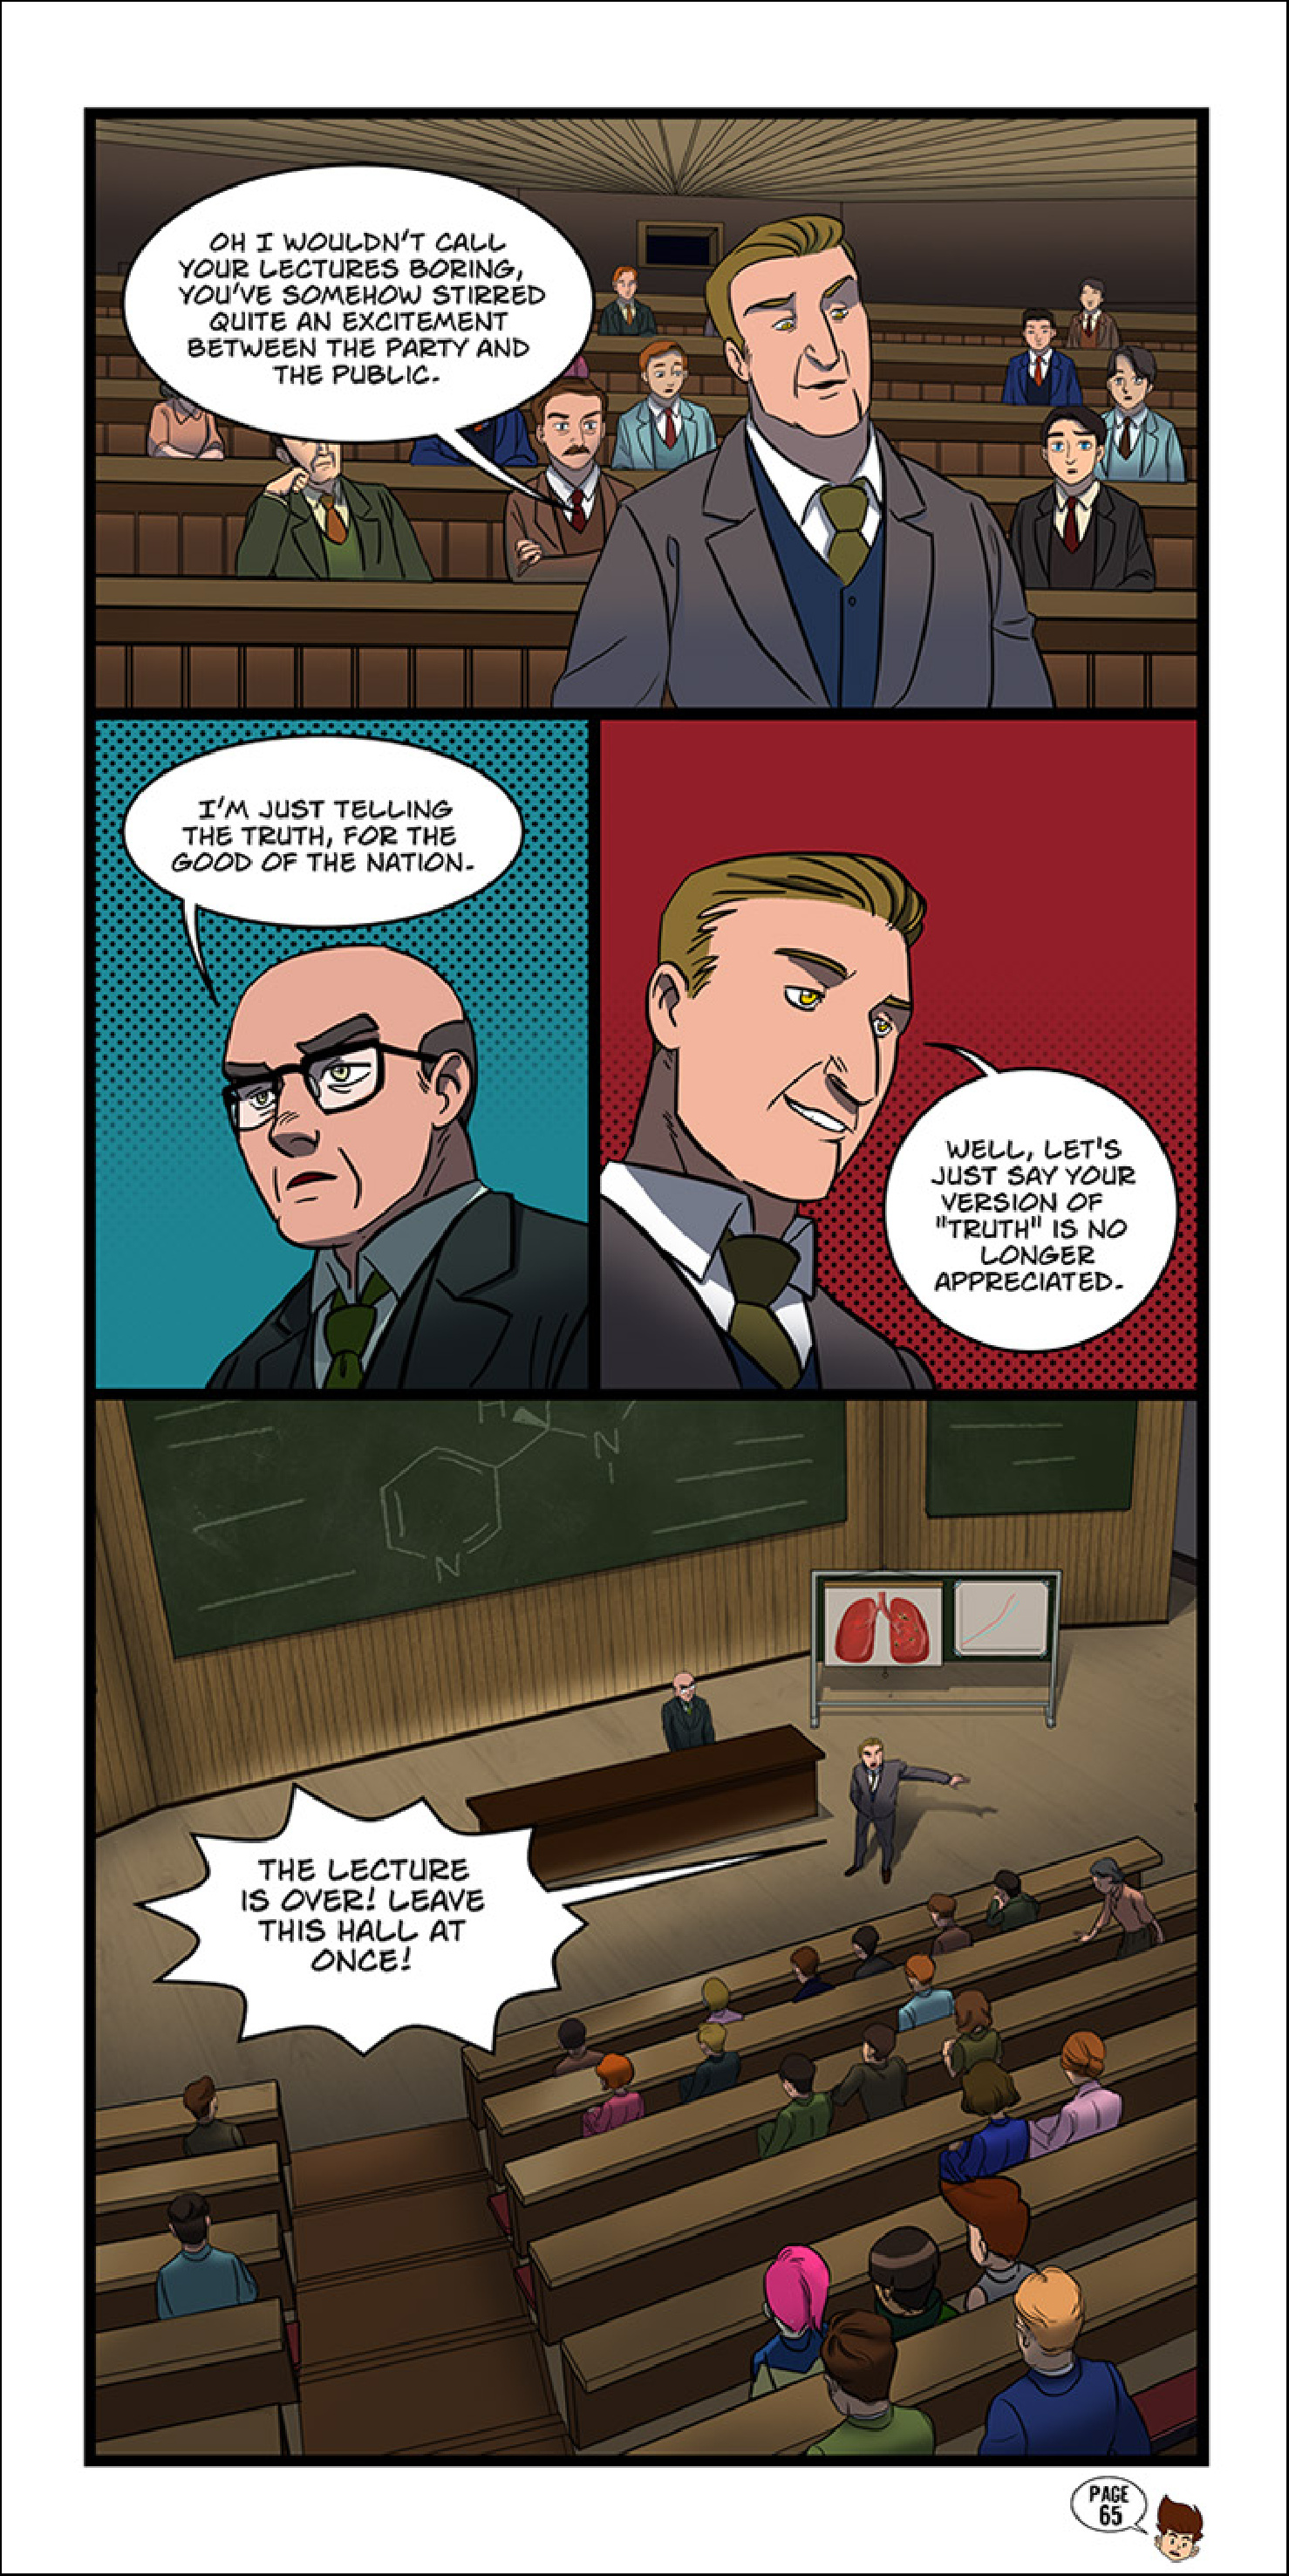 OH I WOULDN'T CALL
YOUR LECTURES BORING,
YOU'VE SOMEHOW STIRRED
QUITE AN EXCITEMENT
BETWEEN THE PARTY AND
THE PUBLIC.
I'M JUST TELLING
THE TRUTH, FOR THE
GOOD OF THE NATION.
WELL, LET'S
JUST SAY YOUR
VERSION OF
"TRUTH" IS NO
LONGER
APPRECIATED.
H
N
N
THE LECTURE
IS OVER! LEAVE
THIS HALL AT
ONCE!
PAGE
65